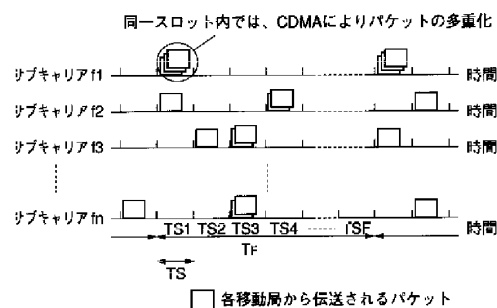 同一スロット内では、CDMAによりパケットの多重化
サブキャリアf1 時間
サブキャリアf2 時間
サブキャリアf3 時間
サブキャリアfn 時間
TS1 TS2 TS3 TS4 TSF
TF
TS
各移動局から伝送されるパケット